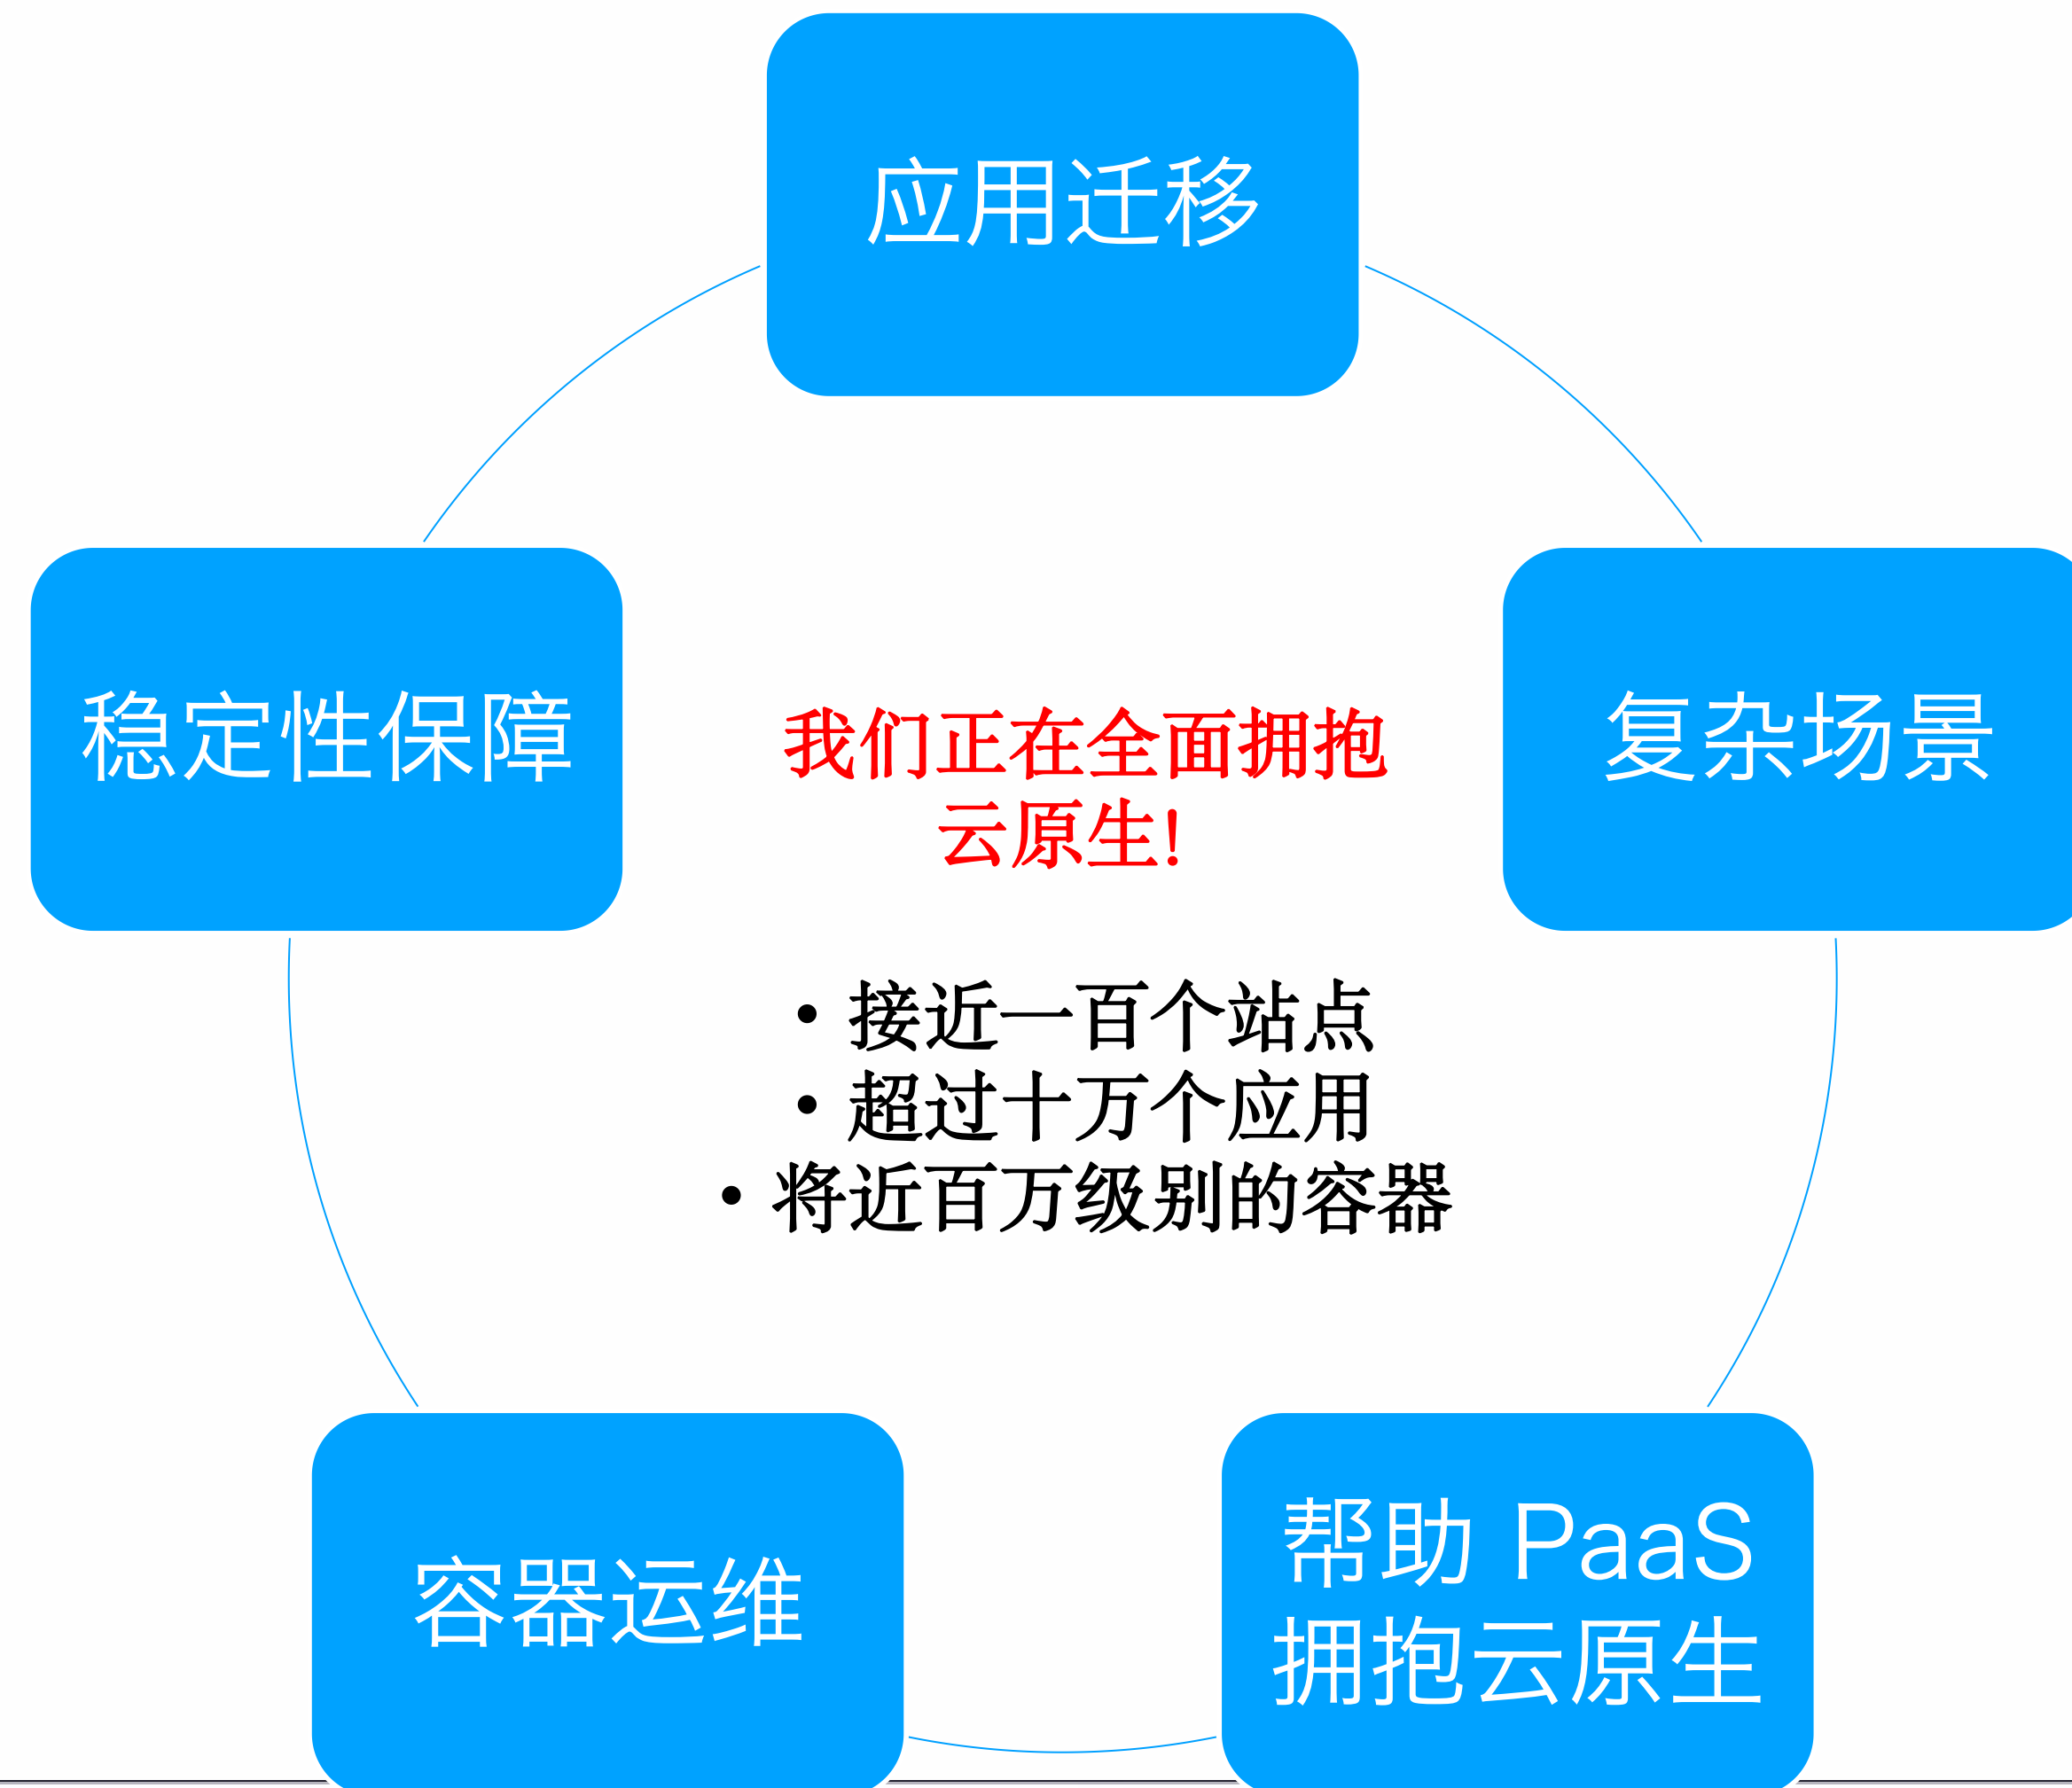 应用迁移
稳定性保障
复杂场景
我们正在全面拥抱
云原生!
• 接近一百个站点
• 超过十万个应用
• 将近百万级别的容器
容器运维
帮助 PaaS
拥抱云原生